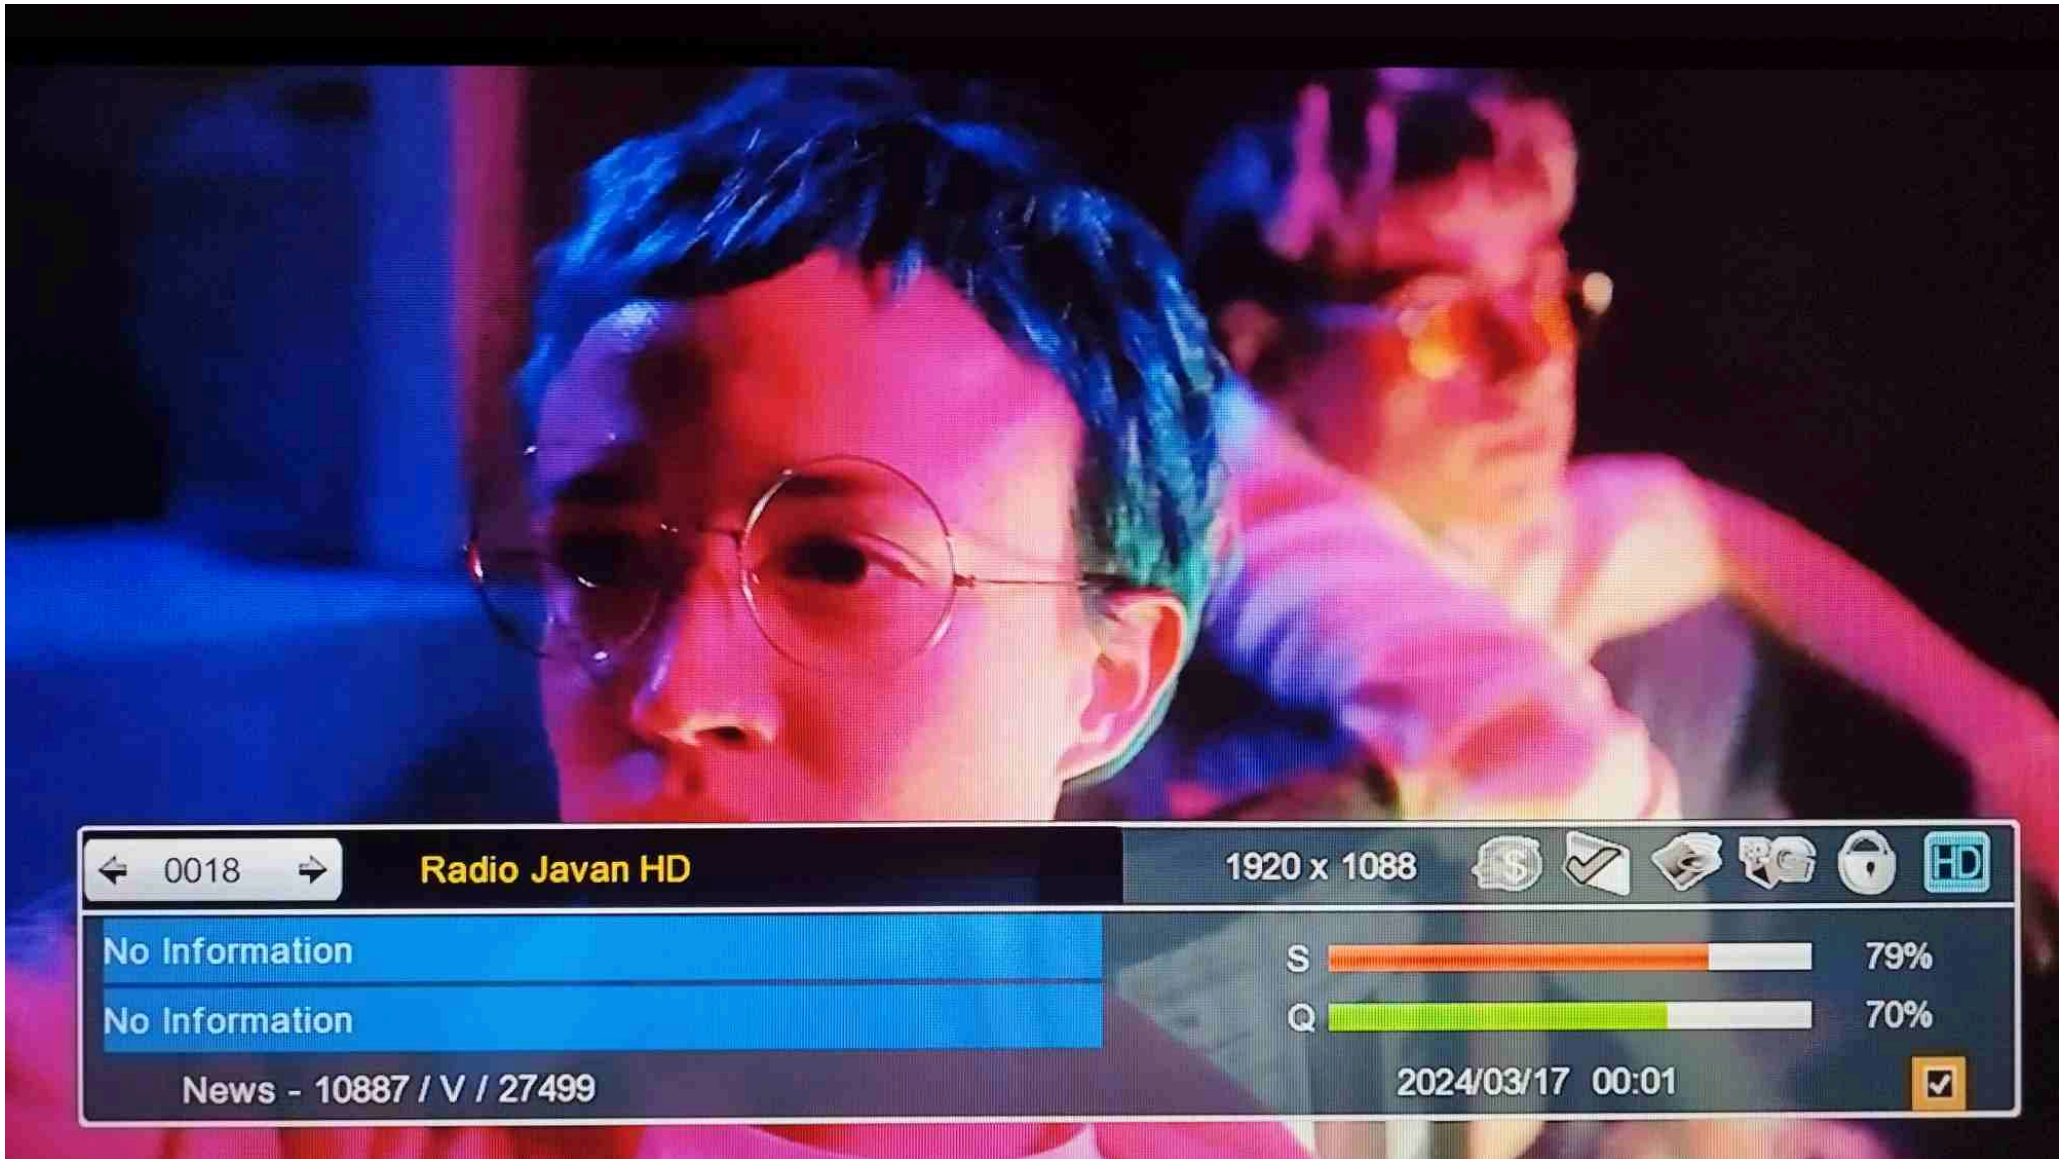 0018 Radio Javan HD 1920 x 1088 HD
No Information S 79%
No Information Q 70%
News - 10887 / V / 27499 2024/03/17 00:01